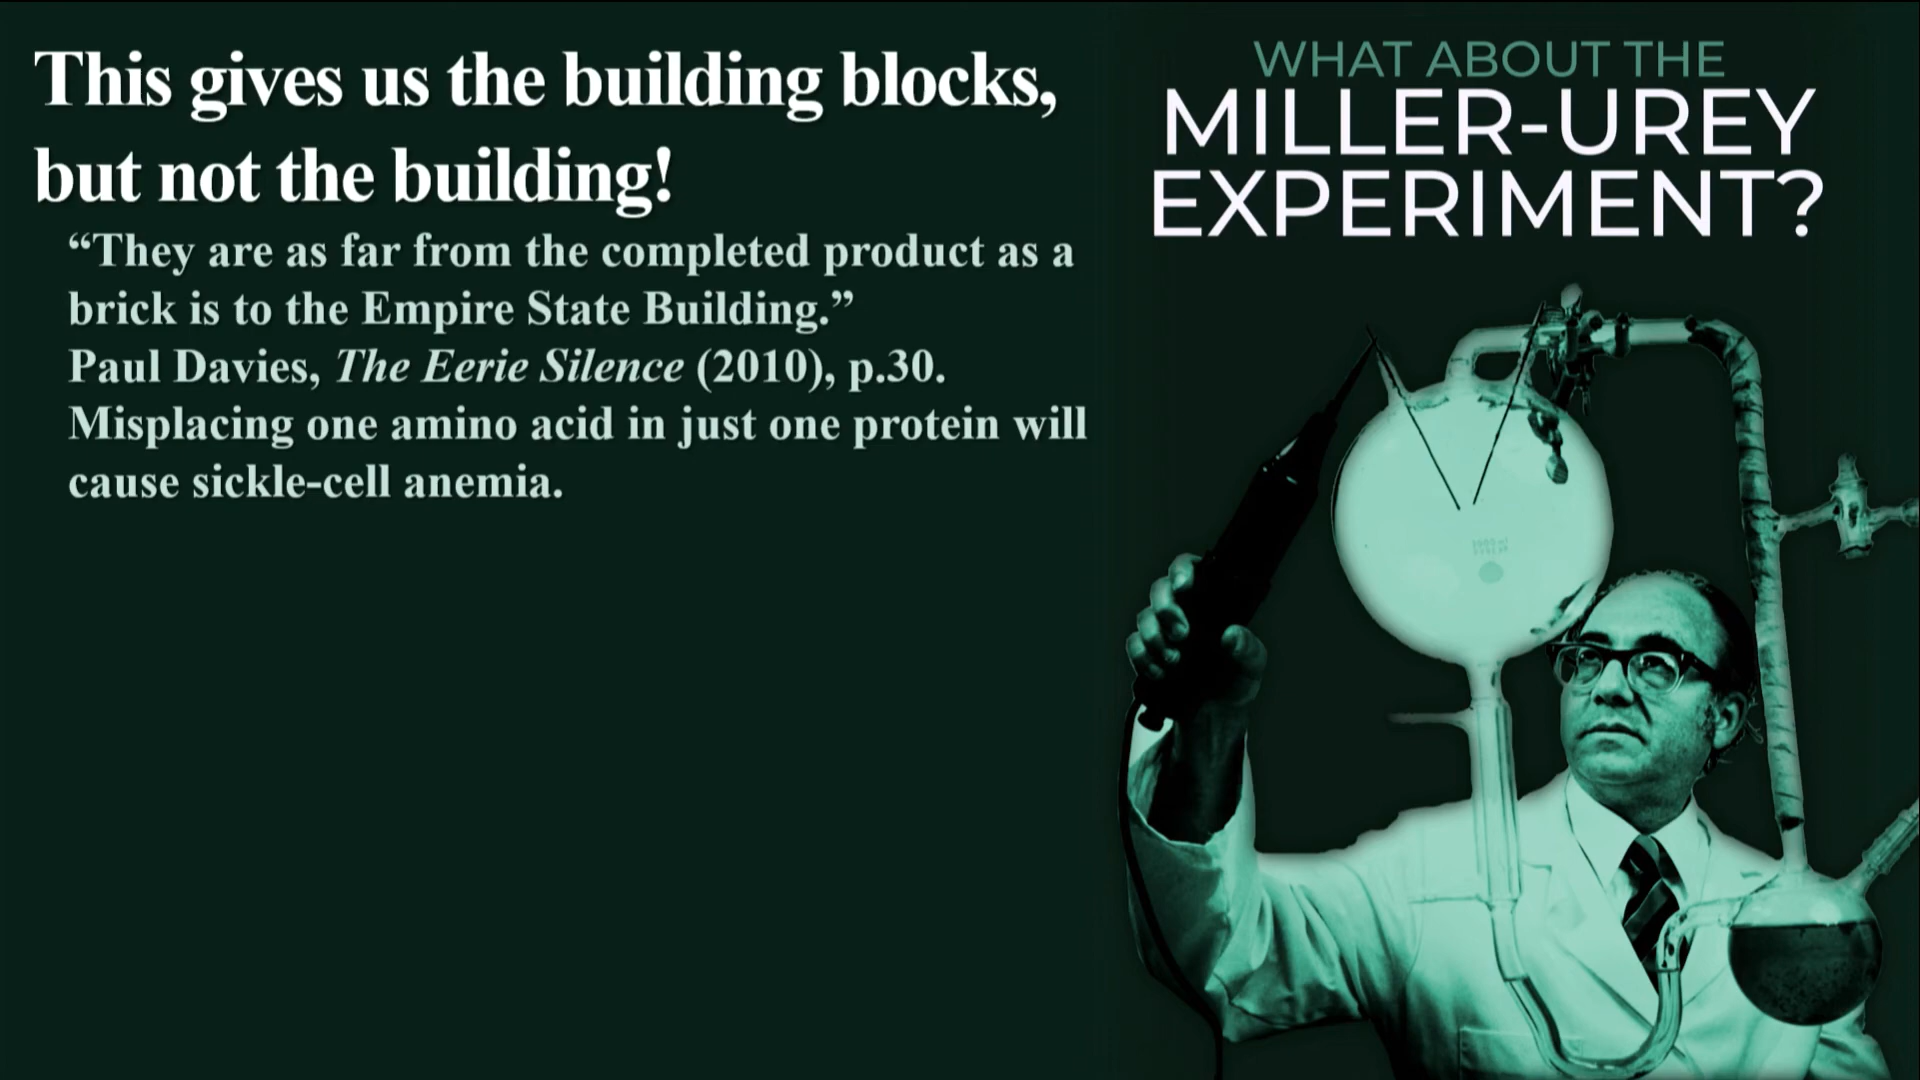 This gives us the building blocks,
but not the building!
“They are as far from the completed product as a
brick is to the Empire State Building.”
Paul Davies, The Eerie Silence (2010), p.30.
Misplacing one amino acid in just one protein will
cause sickle-cell anemia.
WHAT ABOUT THE
MILLER-UREY
EXPERIMENT?